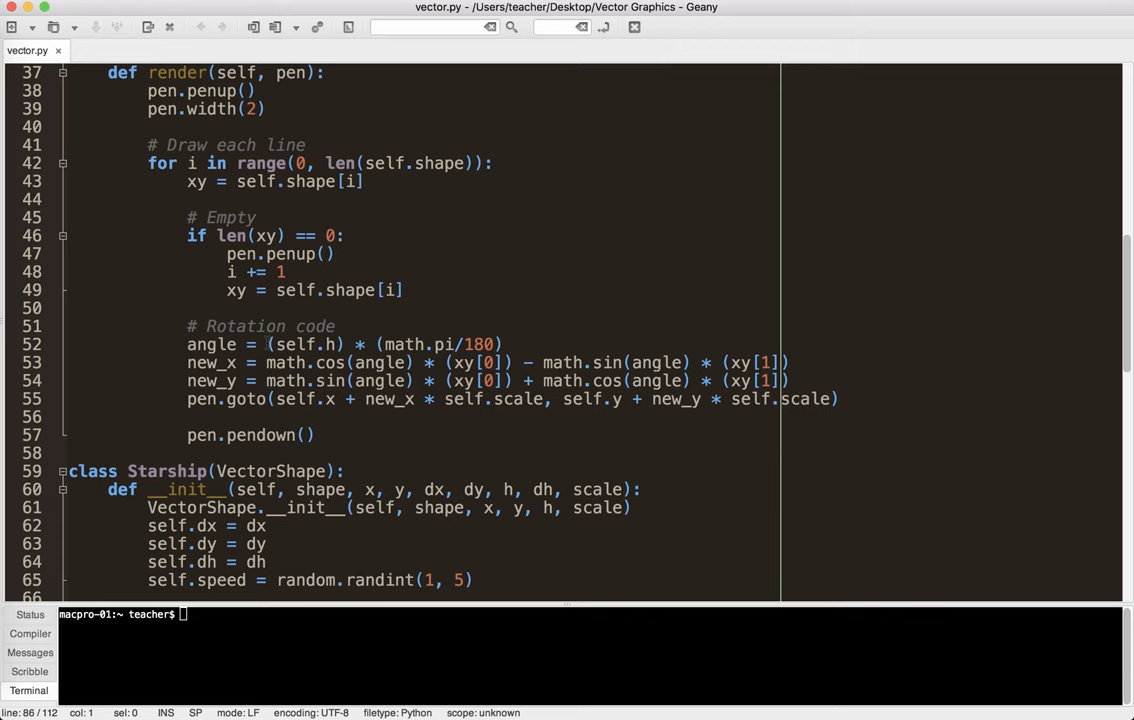 vector.py - /Users/teacher/Desktop/Vector Graphics - Geany
vector.py ×
37 def render(self, pen):
38 pen.penup()
39 pen.width(2)
40
41 # Draw each line
42 for i in range(0, len(self.shape)):
43 xy = self.shape[i]
44
45 # Empty
46 if len(xy) == 0:
47 pen.penup()
48 i += 1
49 xy = self.shape[i]
50
51 # Rotation code
52 angle = (self.h) * (math.pi/180)
53 new_x = math.cos(angle) * (xy[0]) - math.sin(angle) * (xy[1])
54 new_y = math.sin(angle) * (xy[0]) + math.cos(angle) * (xy[1])
55 pen.goto(self.x + new_x * self.scale, self.y + new_y * self.scale)
56
57 pen.pendown()
58
59 class Starship(VectorShape):
60 def __init__(self, shape, x, y, dx, dy, h, dh, scale):
61 VectorShape.__init__(self, shape, x, y, h, scale)
62 self.dx = dx
63 self.dy = dy
64 self.dh = dh
65 self.speed = random.randint(1, 5)
66
Status
Compiler
Messages
Scribble
Terminal
macpro-01:~ teacher$
line: 86 / 112 col: 1 sel: 0 INS SP mode: LF encoding: UTF-8 filetype: Python scope: unknown